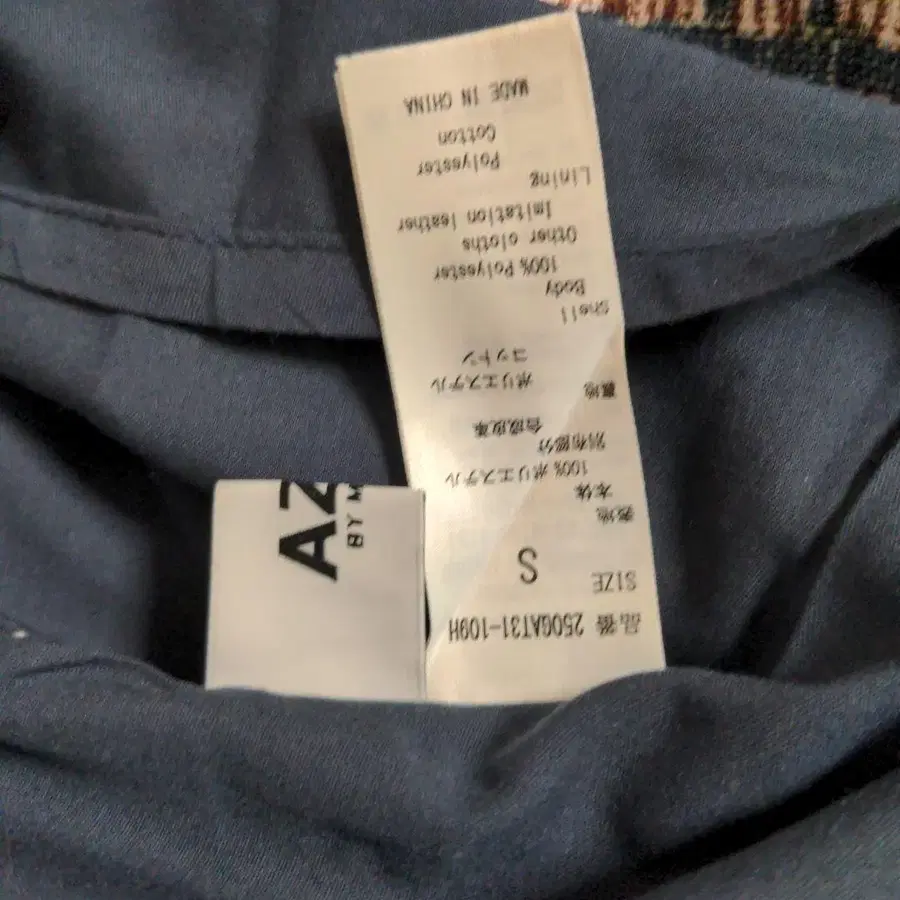 品番 250GAT31-109H
SIZE
S
表地
本体
100% ポリエステル
別布部分
合成皮革
裏地
ポリエステル
コットン
Shell
Body
100% Polyester
Other cloths
Imitation leather
Lining
Polyester
Cotton
MADE IN CHINA
AZ
BY M